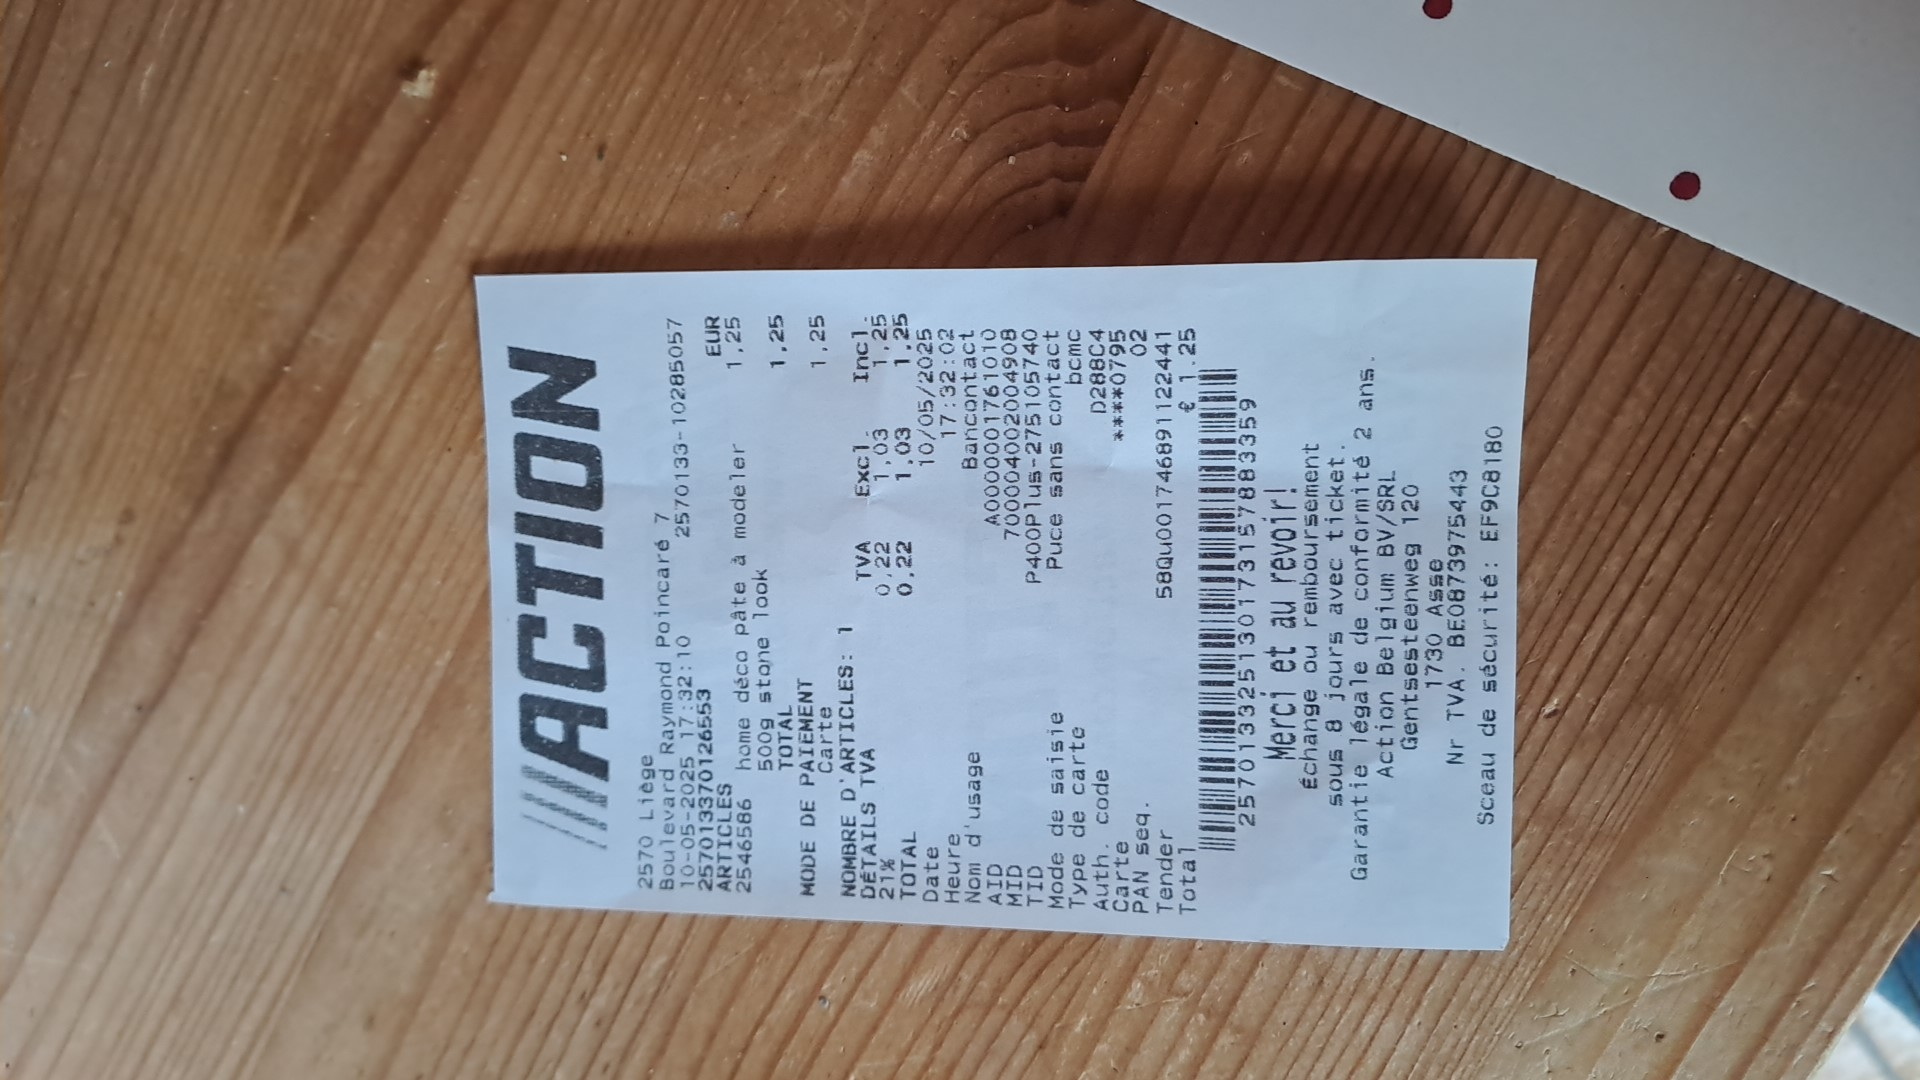 ///ACTION
2570 Liège
Boulevard Raymond Poincaré 7
10-05-2025 17:32:10 2570133-10285057
257013370126553
ARTICLES EUR
2546586 home déco pâte à modeler 1,25
500g stone look
TOTAL 1,25
MODE DE PAIEMENT
Carte 1,25
NOMBRE D'ARTICLES: 1
DÉTAILS TVA TVA Excl. Incl.
21% 0,22 1,03 1,25
TOTAL 0,22 1,03 1,25
Date 10/05/2025
Heure 17:32:02
Nom d'usage Bancontact
AID A0000001761010
MID 7000040020004908
TID P400Plus-275105740
Mode de saisie Puce sans contact
Type de carte bcmc
Auth. code D288C4
Carte ****0795
PAN seq. 02
Tender 58Qu001746891122441
Total € 1.25
2570133251301731578 83359
Merci et au revoir!
Échange ou remboursement
sous 8 jours avec ticket.
Garantie légale de conformité 2 ans.
Action Belgium BV/SRL
Gentsesteenweg 120
1730 Asse
Nr TVA. BE0873975443
Sceau de sécurité: EF9C8180